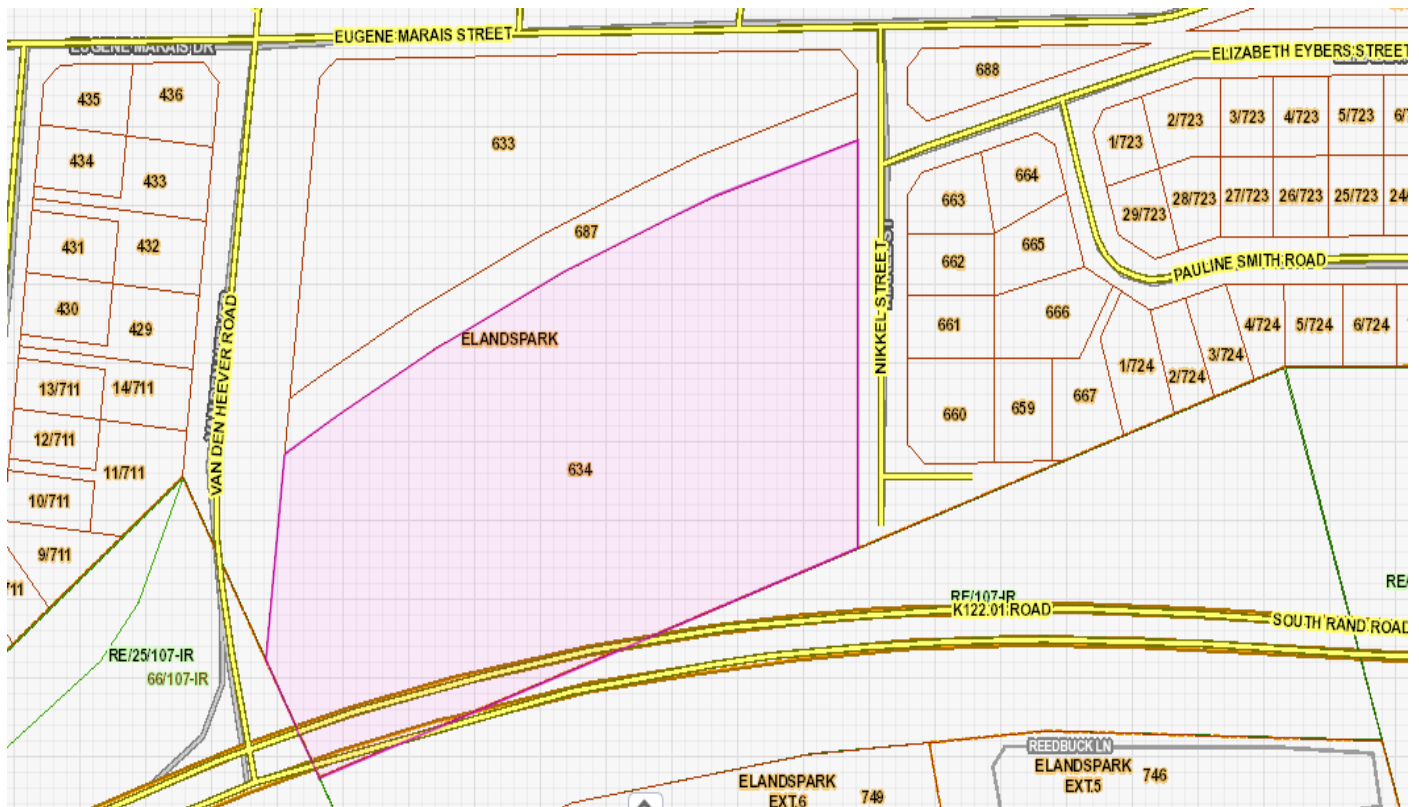 EUGENE MARAIS STREET
EUGENE MARAIS DR
ELIZABETH EYBERS STREET
688
435
436
633
2/723
3/723
4/723
5/723
1/723
434
433
664
663
28/723
27/723
26/723
25/723
29/723
431
432
687
665
662
NIKKEL STREET
PAULINE SMITH ROAD
430
429
VAN DEN HEEVER ROAD
ELANDSPARK
661
666
4/724
5/724
6/724
3/724
1/724
2/724
13/711
14/711
660
659
667
12/711
11/711
634
10/711
9/711
RE/107-IR
K122.01 ROAD
SOUTH RAND ROAD
RE/25/107-IR
66/107-IR
REEDBUCK LN
ELANDSPARK
EXT.5
746
ELANDSPARK
EXT.6
749